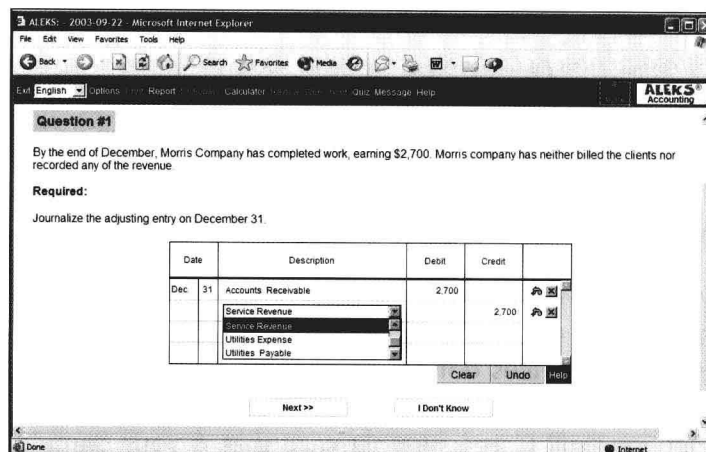 ALEKS: - 2003-09-22 - Microsoft Internet Explorer
File Edit View Favorites Tools Help
Back Search Favorites Media
Exit English Options Report Calculator Quiz Message Help
ALEKS®
Accounting
Question #1
By the end of December, Morris Company has completed work, earning $2,700. Morris company has neither billed the clients nor
recorded any of the revenue.
Required:
Journalize the adjusting entry on December 31.
Date Description Debit Credit
Dec. 31 Accounts Receivable 2,700
Service Revenue 2,700
Service Revenue
Utilities Expense
Utilities Payable
Clear Undo Help
Next >> I Don't Know
Done Internet